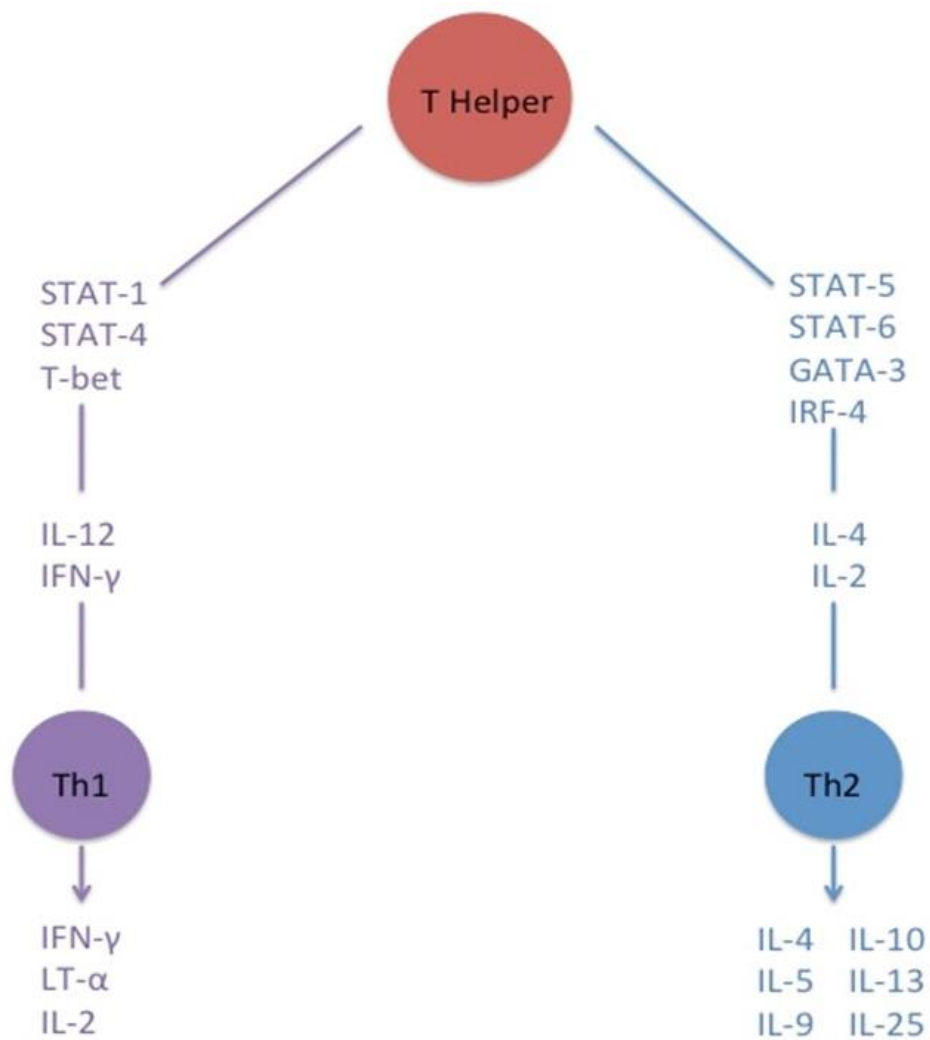 T Helper
STAT-1
STAT-4
T-bet
IL-12
IFN-γ
Th1
IFN-γ
LT-α
IL-2
STAT-5
STAT-6
GATA-3
IRF-4
IL-4
IL-2
Th2
IL-4 IL-10
IL-5 IL-13
IL-9 IL-25